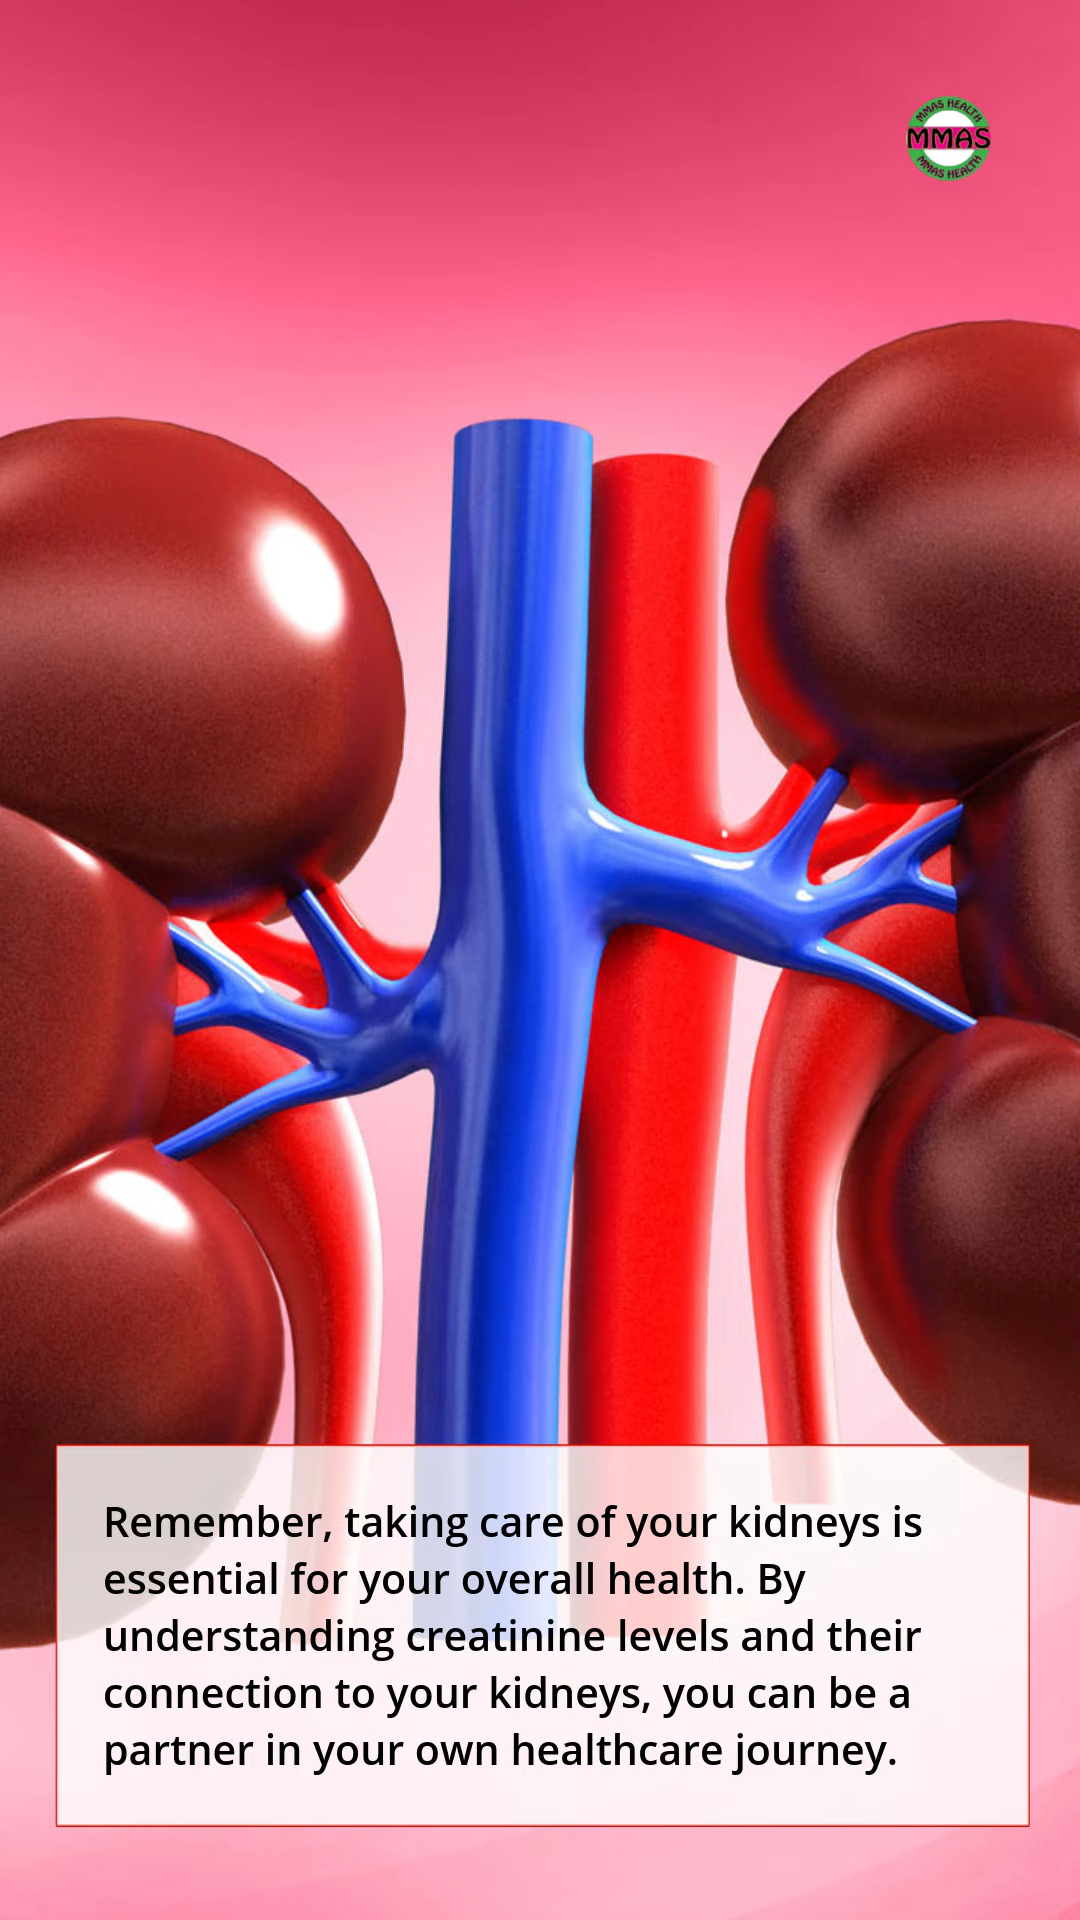 MMAS HEALTH
MMAS
MMAS HEALTH
Remember, taking care of your kidneys is
essential for your overall health. By
understanding creatinine levels and their
connection to your kidneys, you can be a
partner in your own healthcare journey.